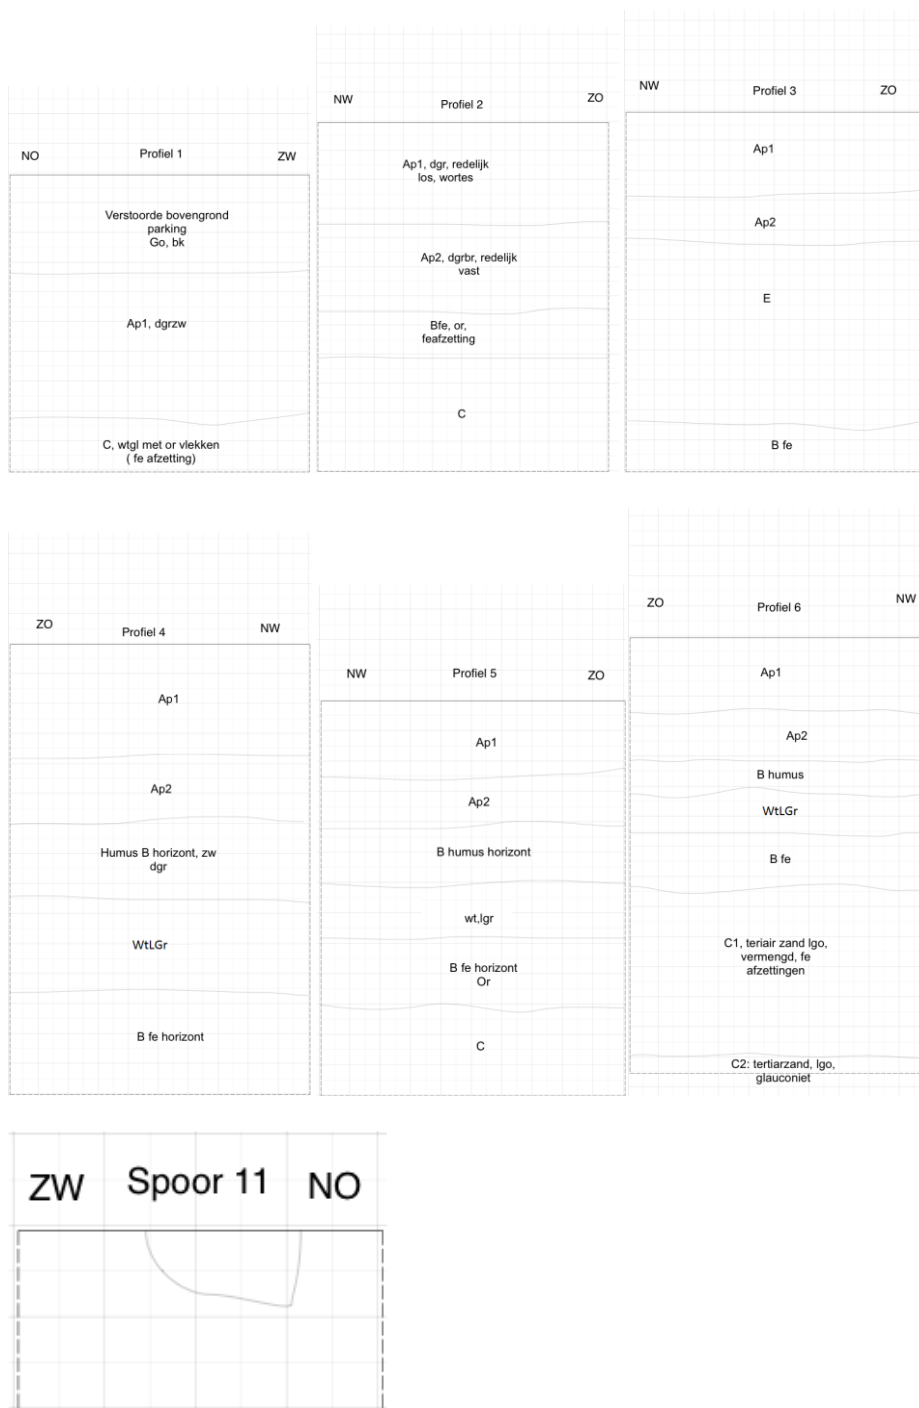 NO Profiel 1 ZW
Verstoorde bovengrond
parking
Go, bk
Ap1, dgrzw
C, wtgl met or vlekken
( fe afzetting)
NW Profiel 2 ZO
Ap1, dgr, redelijk
los, wortes
Ap2, dgrbr, redelijk
vast
Bfe, or,
feafzetting
C
NW Profiel 3 ZO
Ap1
Ap2
E
B fe
ZO Profiel 4 NW
Ap1
Ap2
Humus B horizont, zw
dgr
WtLGr
B fe horizont
NW Profiel 5 ZO
Ap1
Ap2
B humus horizont
wt,lgr
B fe horizont
Or
C
ZO Profiel 6 NW
Ap1
Ap2
B humus
WtLGr
B fe
C1, teriair zand lgo,
vermengd, fe
afzettingen
C2: tertiarzand, lgo,
glauconiet
ZW Spoor 11 NO